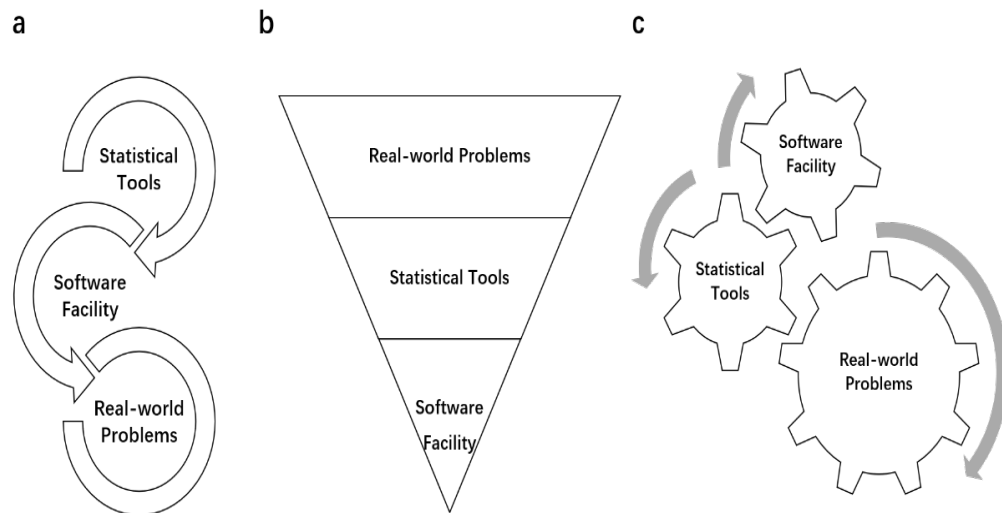 a
Statistical
Tools
Software
Facility
Real-world
Problems
b
Real-world Problems
Statistical Tools
Software
Facility
c
Software
Facility
Statistical
Tools
Real-world
Problems